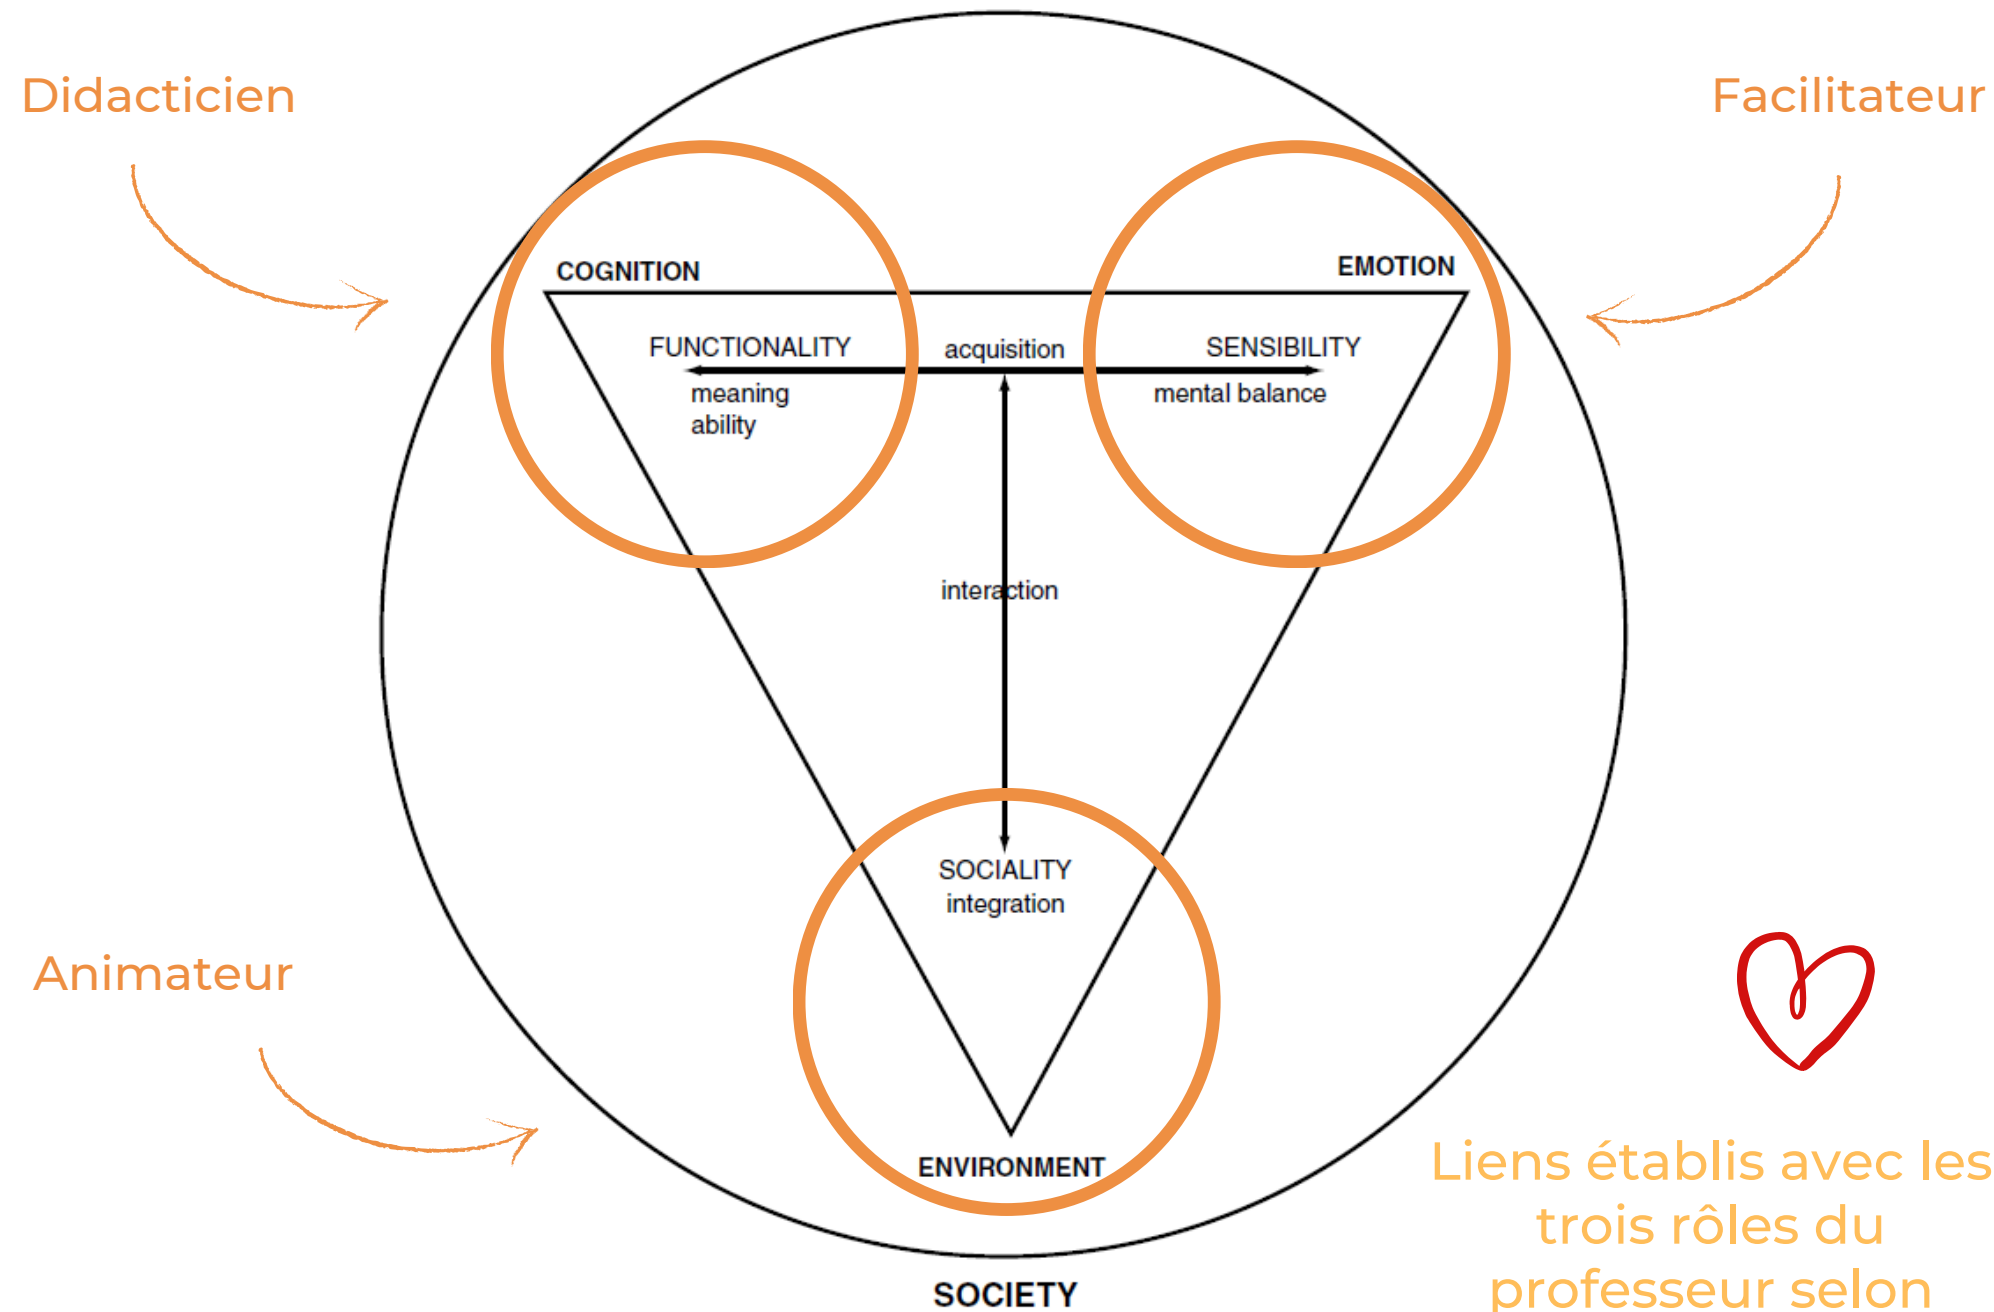 Didacticien
Facilitateur
COGNITION
EMOTION
FUNCTIONALITY
acquisition
SENSIBILITY
meaning
ability
mental balance
interaction
SOCIALITY
integration
Animateur
ENVIRONMENT
Liens établis avec les
trois rôles du
professeur selon
SOCIETY